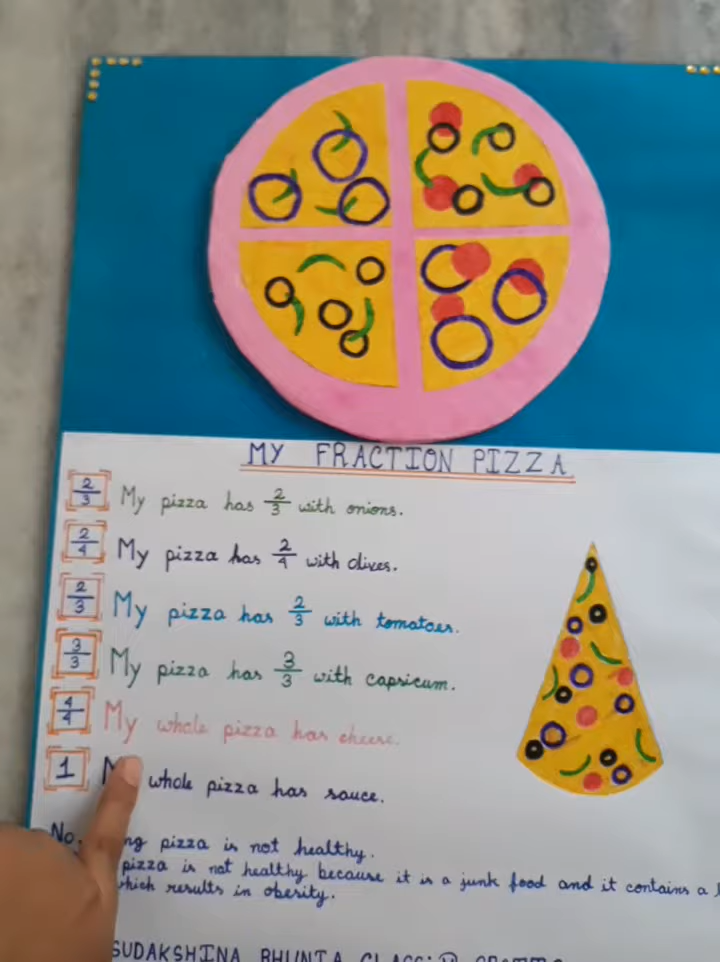 MY FRACTION PIZZA
2/3 My pizza has 2/3 with onions.
2/4 My pizza has 2/4 with olives.
2/3 My pizza has 2/3 with tomatoes.
3/3 My pizza has 3/3 with capsicum.
4/4 My whole pizza has cheese.
1 whole pizza has sauce.
No, pizza is not healthy.
pizza is not healthy because it is a junk food and it contains a
which results in obesity.
SUDAKSHINA BHUNIA CLASS: